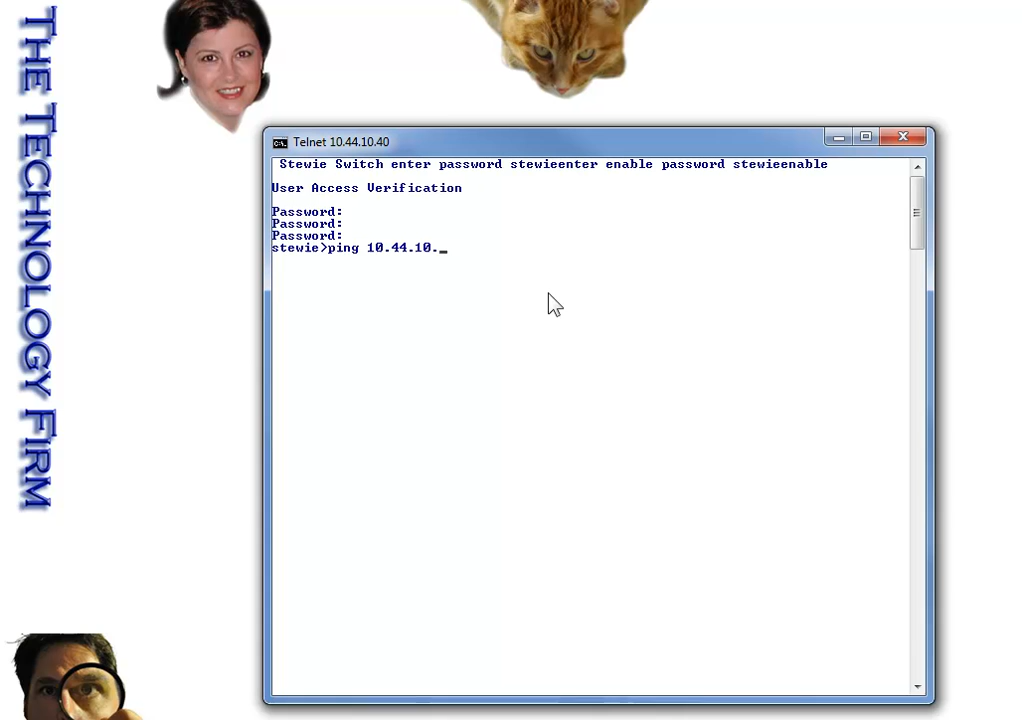 THE TECHNOLOGY FIRM
Telnet 10.44.10.40
Stewie Switch enter password stewieenter enable password stewieenable
User Access Verification
Password:
Password:
Password:
stewie>ping 10.44.10._